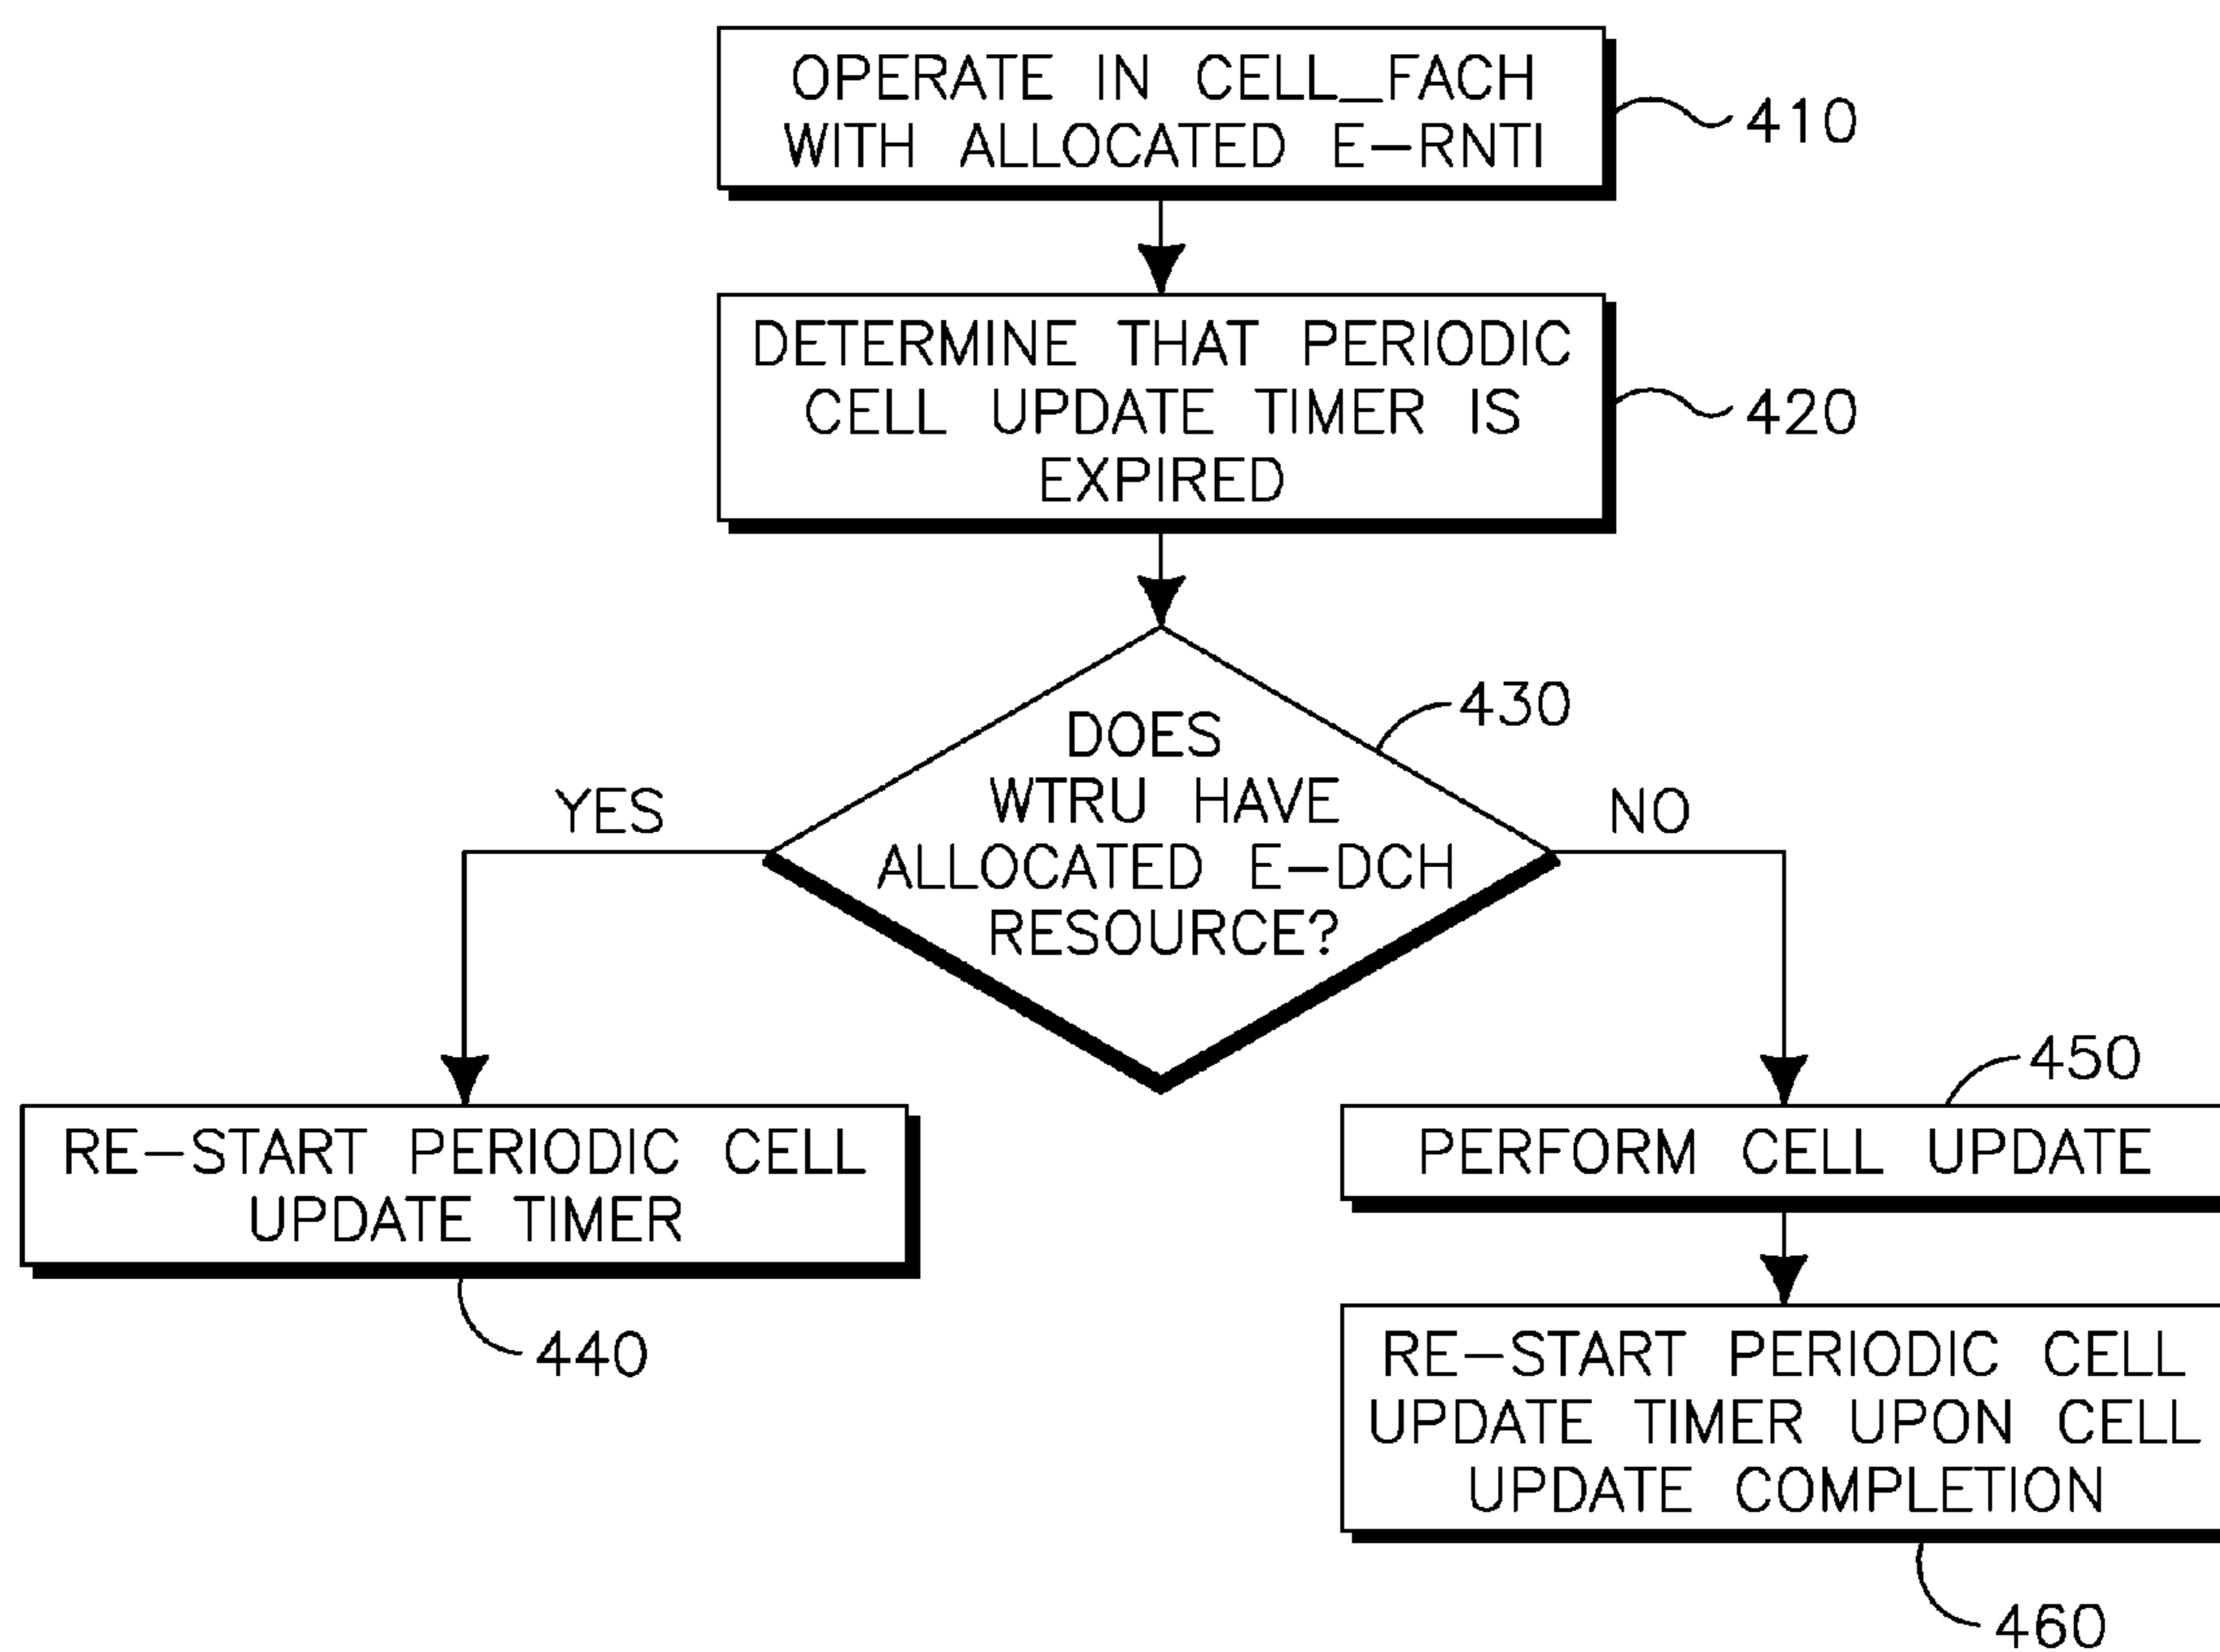 OPERATE IN CELL_FACH
WITH ALLOCATED E-RNTI
410
DETERMINE THAT PERIODIC
CELL UPDATE TIMER IS
EXPIRED
420
DOES
WTRU HAVE
ALLOCATED E-DCH
RESOURCE?
430
YES
NO
RE-START PERIODIC CELL
UPDATE TIMER
440
450
PERFORM CELL UPDATE
RE-START PERIODIC CELL
UPDATE TIMER UPON CELL
UPDATE COMPLETION
460